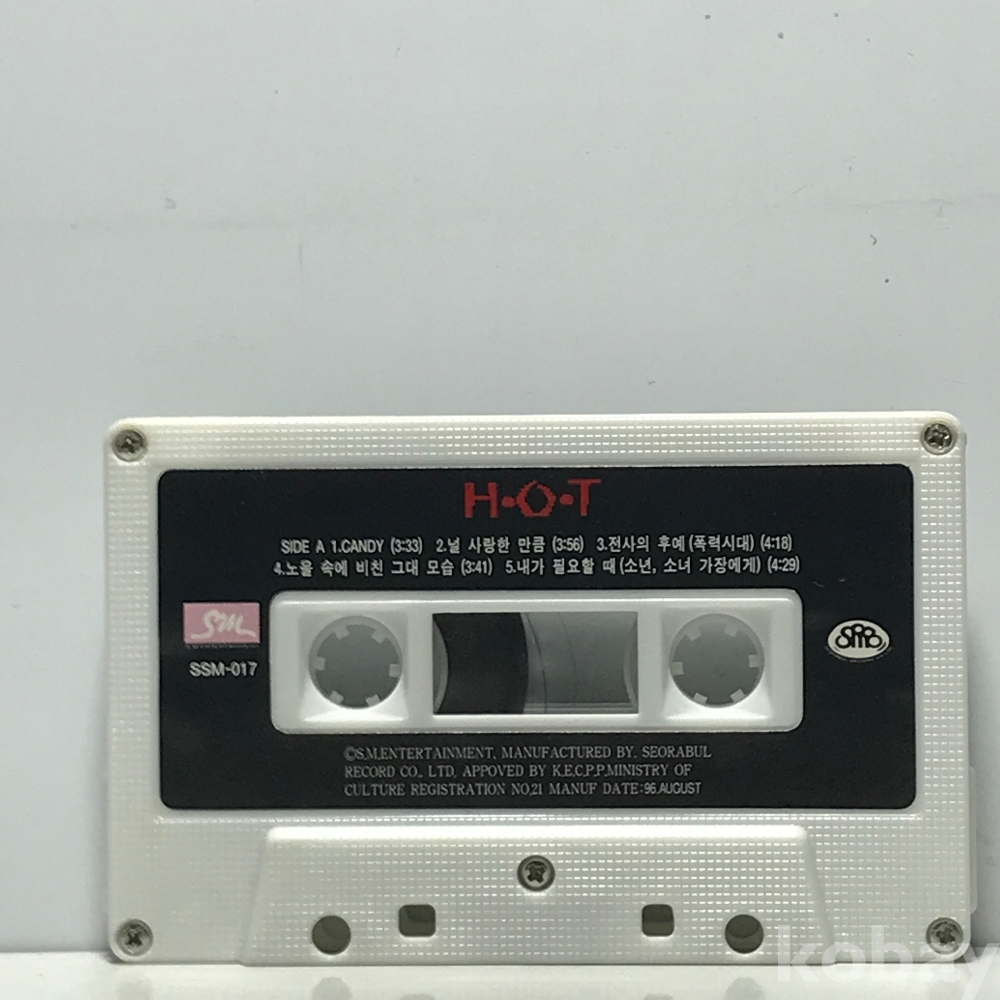 H•O•T
SIDE A 1.CANDY (3:33) 2.널 사랑한 만큼 (3:56) 3.전사의 후예(폭력시대) (4:18)
4.노을 속에 비친 그대 모습 (3:41) 5.내가 필요할 때(소년, 소녀 가장에게) (4:29)
SM
SSM-017
SRB
©S.M.ENTERTAINMENT, MANUFACTURED BY. SEORABUL
RECORD CO., LTD, APPOVED BY K.E.C.P.P.MINISTRY OF
CULTURE REGISTRATION NO.21 MANUF DATE:96.AUGUST
kobay